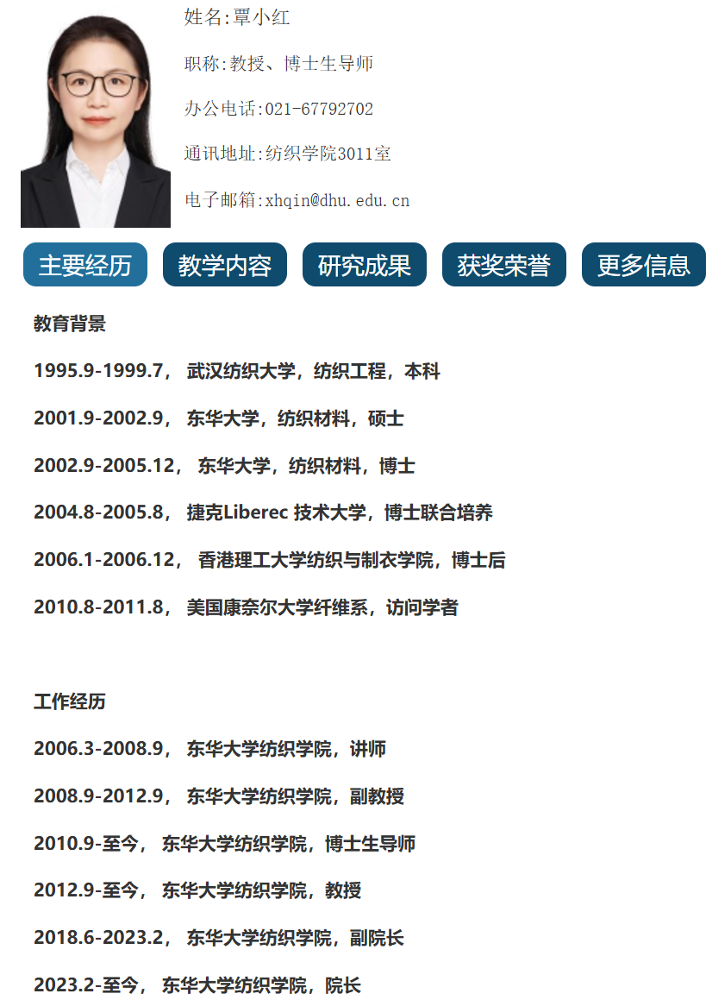 姓名:覃小红
职称:教授、博士生导师
办公电话:021-67792702
通讯地址:纺织学院3011室
电子邮箱:xhqin@dhu.edu.cn
主要经历 教学内容 研究成果 获奖荣誉 更多信息
教育背景
1995.9-1999.7， 武汉纺织大学，纺织工程，本科
2001.9-2002.9， 东华大学，纺织材料，硕士
2002.9-2005.12， 东华大学，纺织材料，博士
2004.8-2005.8， 捷克Liberec 技术大学，博士联合培养
2006.1-2006.12， 香港理工大学纺织与制衣学院，博士后
2010.8-2011.8， 美国康奈尔大学纤维系，访问学者
工作经历
2006.3-2008.9， 东华大学纺织学院，讲师
2008.9-2012.9， 东华大学纺织学院，副教授
2010.9-至今， 东华大学纺织学院，博士生导师
2012.9-至今， 东华大学纺织学院，教授
2018.6-2023.2， 东华大学纺织学院，副院长
2023.2-至今， 东华大学纺织学院，院长